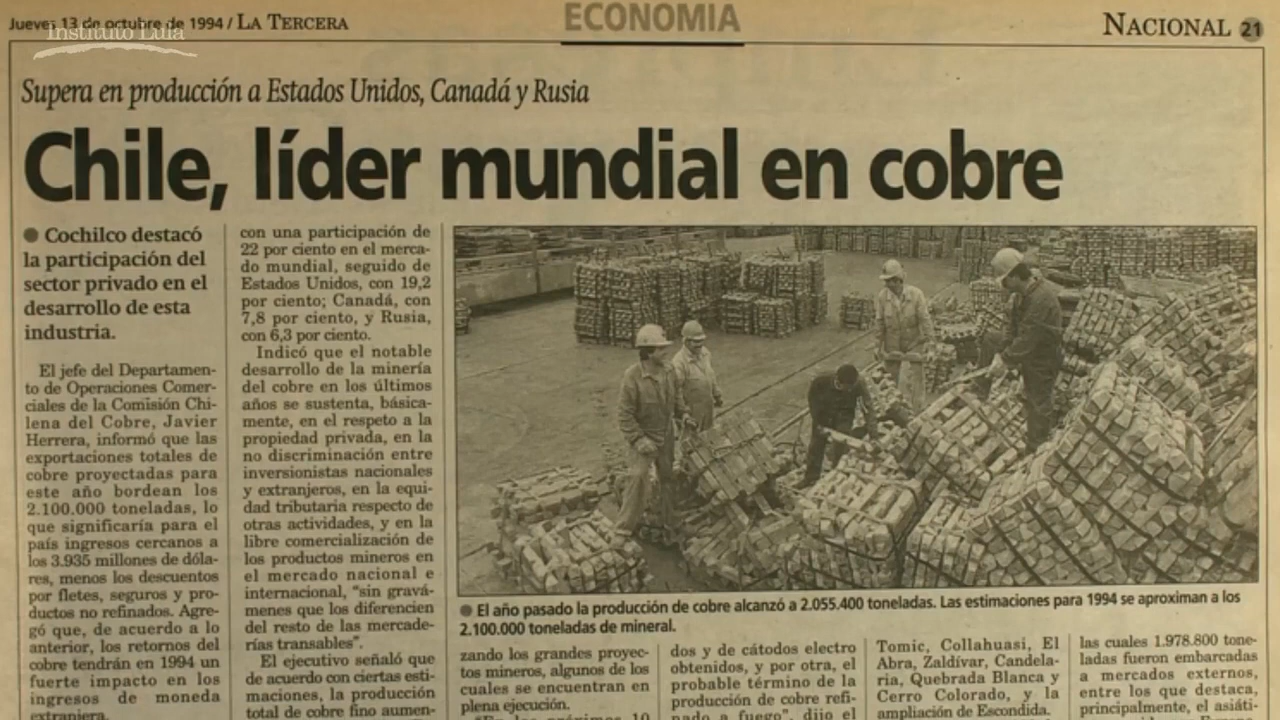 Jueves 13 de octubre de 1994 / LA TERCERA
Instituto Lula
ECONOMIA
NACIONAL 21
Supera en producción a Estados Unidos, Canadá y Rusia
Chile, líder mundial en cobre
● Cochilco destacó
la participación del
sector privado en el
desarrollo de esta
industria.
El jefe del Departamen-
to de Operaciones Comer-
ciales de la Comisión Chi-
lena del Cobre, Javier
Herrera, informó que las
exportaciones totales de
cobre proyectadas para
este año bordean los
2.100.000 toneladas, lo
que significaría para el
país ingresos cercanos a
los 3.935 millones de dóla-
res, menos los descuentos
por fletes, seguros y pro-
ductos no refinados. Agre-
gó que, de acuerdo a lo
anterior, los retornos del
cobre tendrán en 1994 un
fuerte impacto en los
ingresos de moneda
extranjera.
con una participación de
22 por ciento en el merca-
do mundial, seguido de
Estados Unidos, con 19,2
por ciento; Canadá, con
7,8 por ciento, y Rusia,
con 6,3 por ciento.
Indicó que el notable
desarrollo de la minería
del cobre en los últimos
años se sustenta, básica-
mente, en el respeto a la
propiedad privada, en la
no discriminación entre
inversionistas nacionales
y extranjeros, en la equi-
dad tributaria respecto de
otras actividades, y en la
libre comercialización de
los productos mineros en
el mercado nacional e
internacional, "sin gravá-
menes que los diferencien
del resto de las mercade-
rías transables".
El ejecutivo señaló que
de acuerdo con ciertas esti-
maciones, la producción
total de cobre fino aumen-
● El año pasado la producción de cobre alcanzó a 2.055.400 toneladas. Las estimaciones para 1994 se aproximan a los
2.100.000 toneladas de mineral.
zando los grandes proyec-
tos mineros, algunos de los
cuales se encuentran en
plena ejecución.
"En los próximos 10
dos y de cátodos electro
obtenidos, y por otra, el
probable término de la
producción de cobre refi-
nado a fuego", dijo el
Tomic, Collahuasi, El
Abra, Zaldívar, Candela-
ria, Quebrada Blanca y
Cerro Colorado, y la
ampliación de Escondida.
las cuales 1.978.800 tone-
ladas fueron embarcadas
a mercados externos,
entre los que destaca,
principalmente, el asiáti-